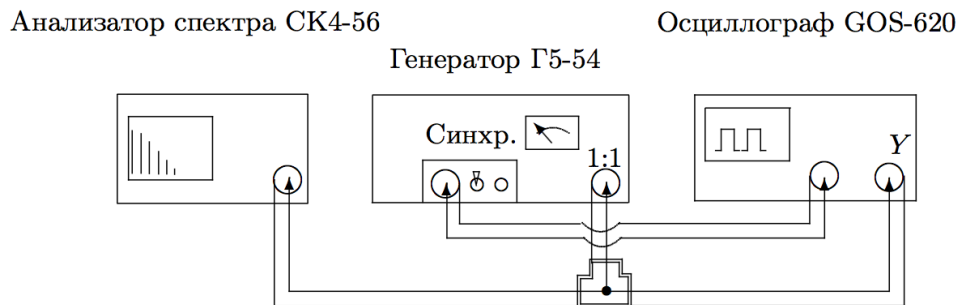 Анализатор спектра СК4-56
Осциллограф GOS-620
Генератор Г5-54
Синхр.
1:1
Y